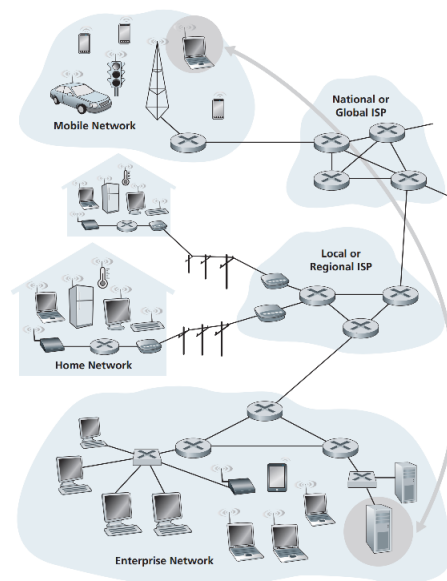 Mobile Network
National or
Global ISP
Local or
Regional ISP
Home Network
Enterprise Network